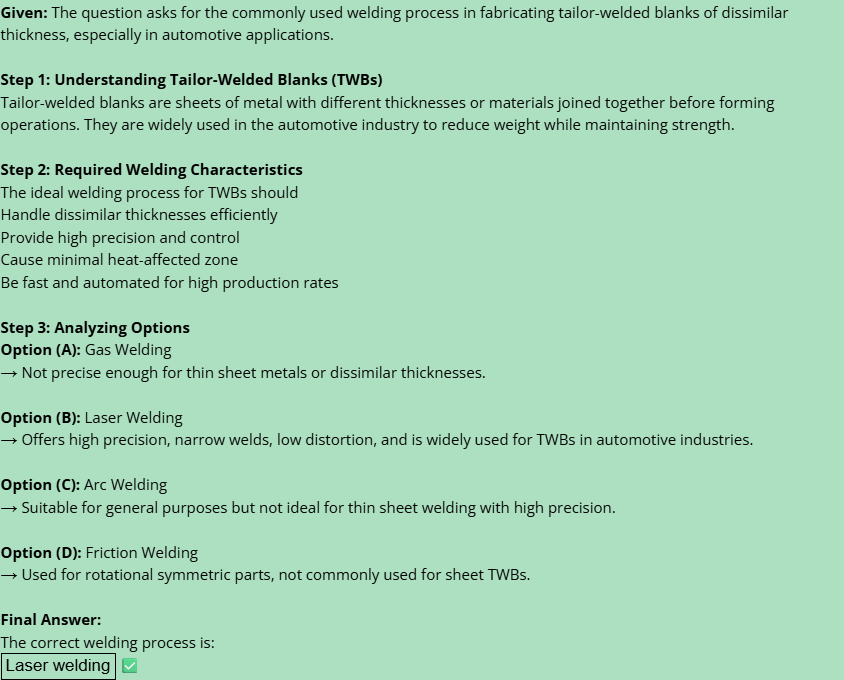 Given: The question asks for the commonly used welding process in fabricating tailor-welded blanks of dissimilar
thickness, especially in automotive applications.
Step 1: Understanding Tailor-Welded Blanks (TWBs)
Tailor-welded blanks are sheets of metal with different thicknesses or materials joined together before forming
operations. They are widely used in the automotive industry to reduce weight while maintaining strength.
Step 2: Required Welding Characteristics
The ideal welding process for TWBs should
Handle dissimilar thicknesses efficiently
Provide high precision and control
Cause minimal heat-affected zone
Be fast and automated for high production rates
Step 3: Analyzing Options
Option (A): Gas Welding
→ Not precise enough for thin sheet metals or dissimilar thicknesses.
Option (B): Laser Welding
→ Offers high precision, narrow welds, low distortion, and is widely used for TWBs in automotive industries.
Option (C): Arc Welding
→ Suitable for general purposes but not ideal for thin sheet welding with high precision.
Option (D): Friction Welding
→ Used for rotational symmetric parts, not commonly used for sheet TWBs.
Final Answer:
The correct welding process is:
Laser welding ✅